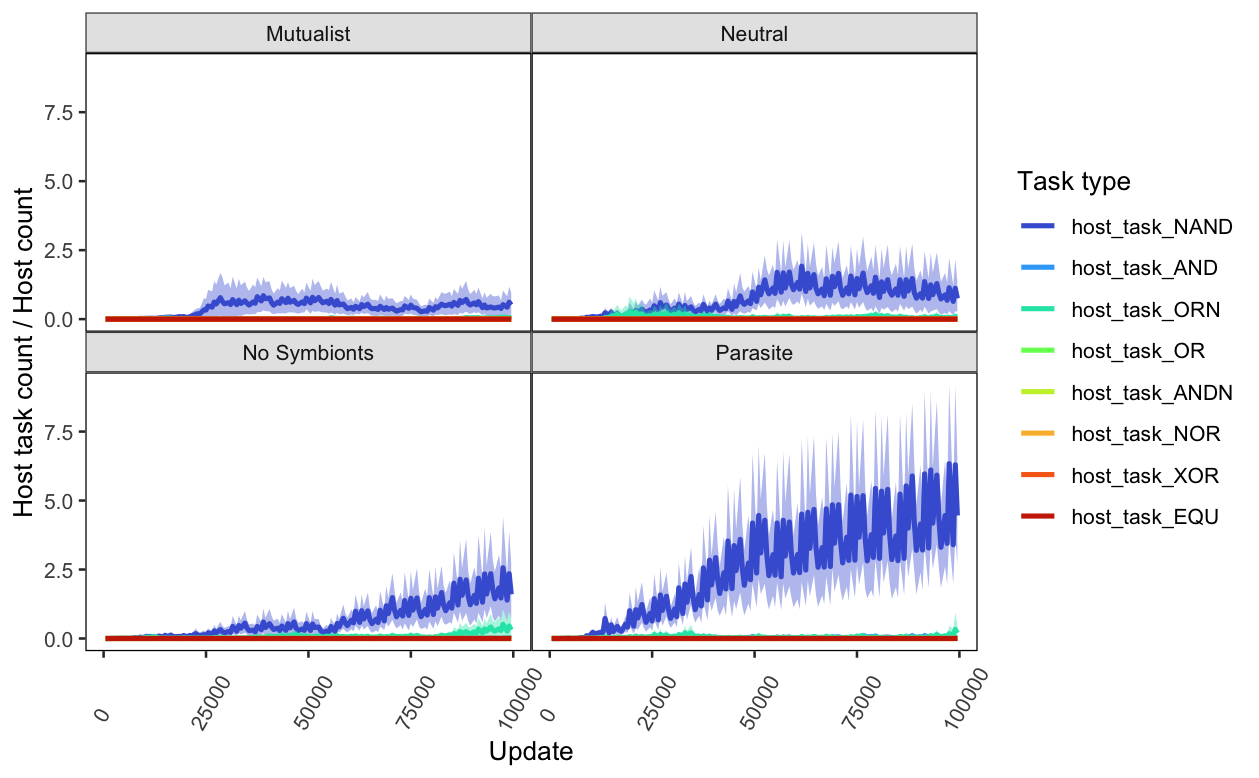 Mutualist
Neutral
7.5
5.0
2.5
0.0
No Symbionts
Parasite
7.5
5.0
2.5
0.0
0
25000
50000
75000
100000
0
25000
50000
75000
100000
Update
Host task count / Host count
Task type
host_task_NAND
host_task_AND
host_task_ORN
host_task_OR
host_task_ANDN
host_task_NOR
host_task_XOR
host_task_EQU